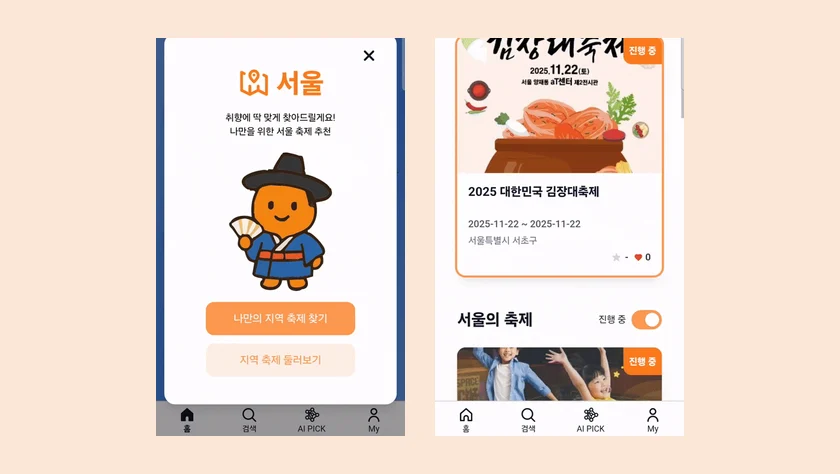 서울
취향에 딱 맞게 찾아드릴게요!
나만을 위한 서울 축제 추천
나만의 지역 축제 찾기
지역 축제 둘러보기
홈
검색
AI PICK
My
김장대축제
진행 중
2025.11.22(토)
서울 양재동 aT센터 제2전시관
2025 대한민국 김장대축제
2025-11-22 ~ 2025-11-22
서울특별시 서초구
- 0
서울의 축제
진행 중
진행 중
홈
검색
AI PICK
My